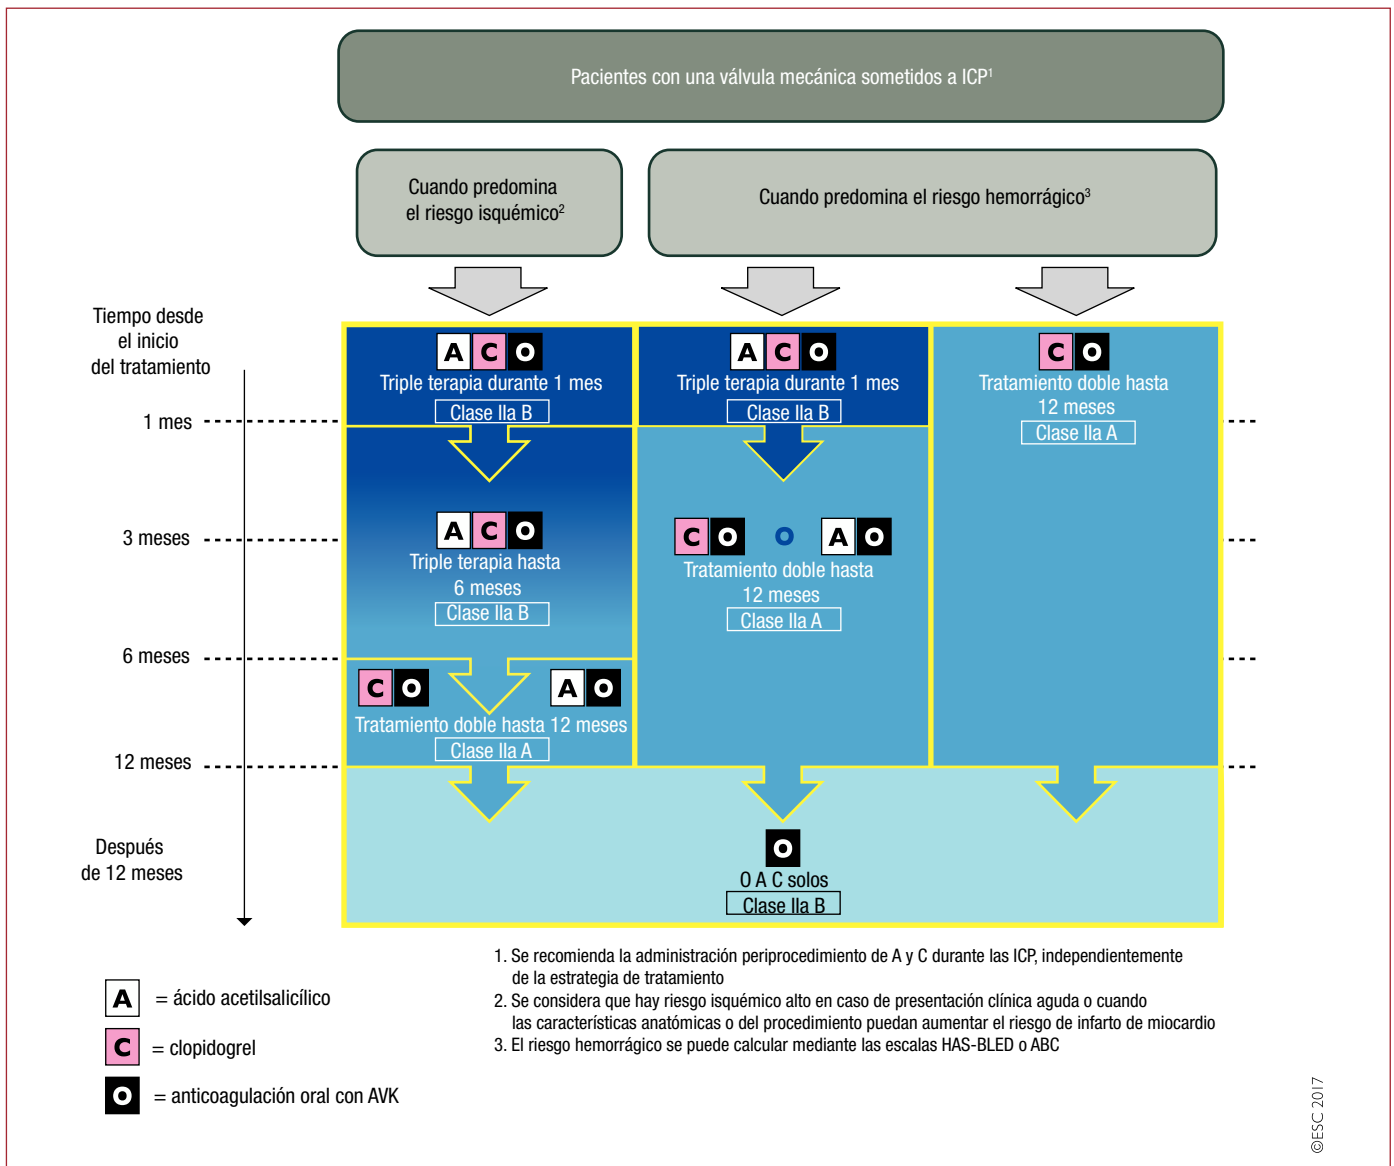 Pacientes con una válvula mecánica sometidos a ICP¹
Cuando predomina
el riesgo isquémico²
Cuando predomina el riesgo hemorrágico³
Tiempo desde
el inicio
del tratamiento
1 mes
3 meses
6 meses
12 meses
Después
de 12 meses
A C O
Triple terapia durante 1 mes
Clase IIa B
A C O
Triple terapia hasta
6 meses
Clase IIa B
C O
A O
Tratamiento doble hasta 12 meses
Clase IIa A
A C O
Triple terapia durante 1 mes
Clase IIa B
C O o A O
Tratamiento doble hasta
12 meses
Clase IIa A
C O
Tratamiento doble hasta
12 meses
Clase IIa A
O
O A C solos
Clase IIa B
A = ácido acetilsalicílico
C = clopidogrel
O = anticoagulación oral con AVK
1. Se recomienda la administración periprocedimiento de A y C durante las ICP, independientemente
de la estrategia de tratamiento
2. Se considera que hay riesgo isquémico alto en caso de presentación clínica aguda o cuando
las características anatómicas o del procedimiento puedan aumentar el riesgo de infarto de miocardio
3. El riesgo hemorrágico se puede calcular mediante las escalas HAS-BLED o ABC
©ESC 2017